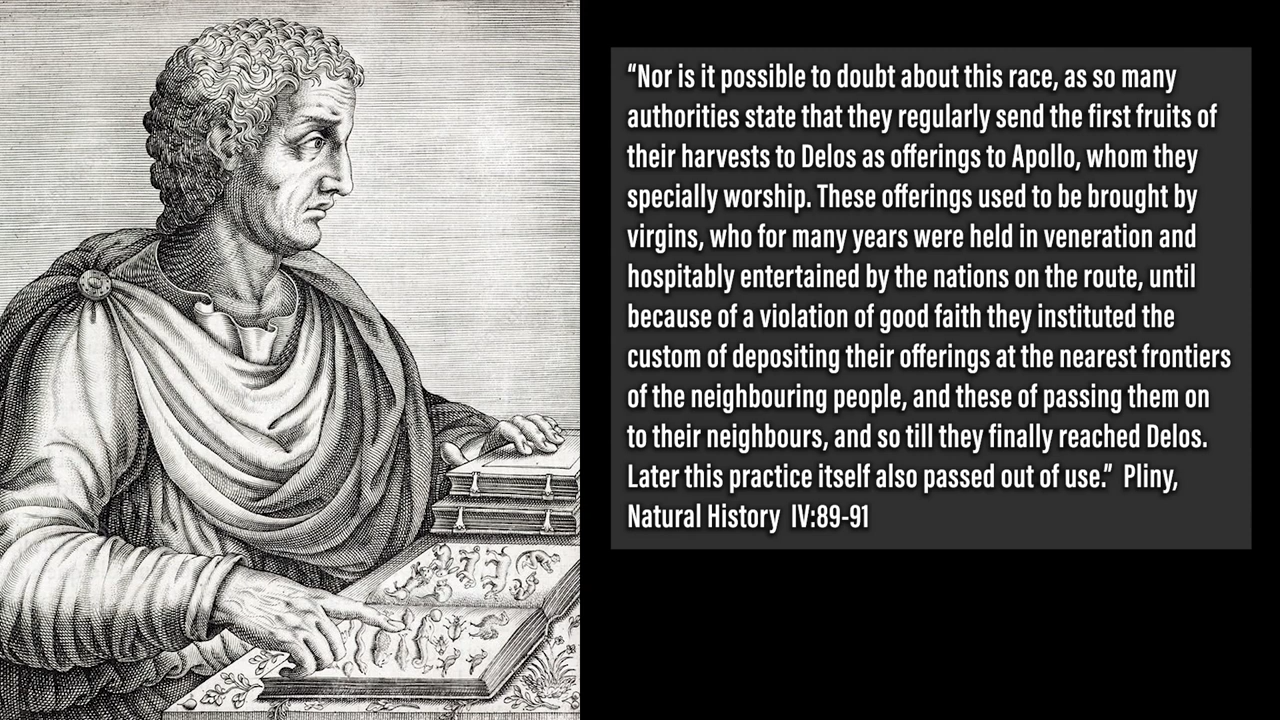 “Nor is it possible to doubt about this race, as so many
authorities state that they regularly send the first fruits of
their harvests to Delos as offerings to Apollo, whom they
specially worship. These offerings used to be brought by
virgins, who for many years were held in veneration and
hospitably entertained by the nations on the route, until
because of a violation of good faith they instituted the
custom of depositing their offerings at the nearest frontiers
of the neighbouring people, and these of passing them on
to their neighbours, and so till they finally reached Delos.
Later this practice itself also passed out of use.” Pliny,
Natural History IV:89-91